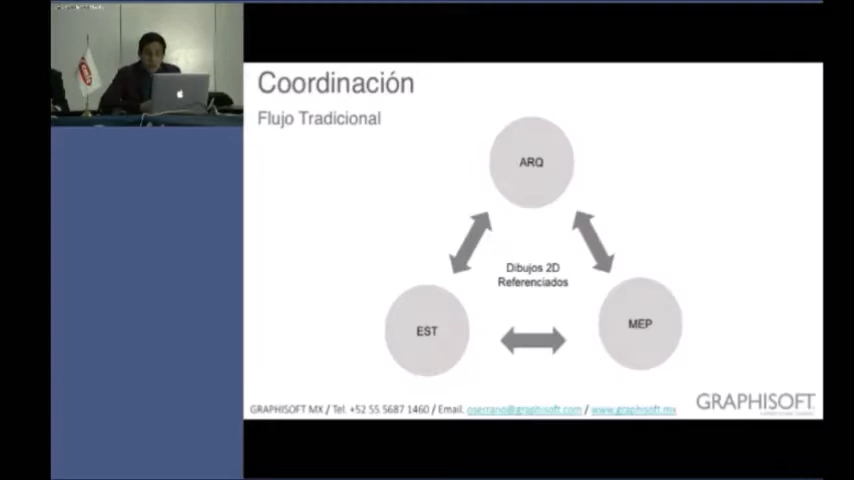 Coordinación
Flujo Tradicional
ARQ
Dibujos 2D
Referenciados
EST
MEP
GRAPHISOFT MX / Tel. +52 55 5687 1460 / Email. oserrano@graphisoft.com / www.graphisoft.mx
GRAPHISOFT.